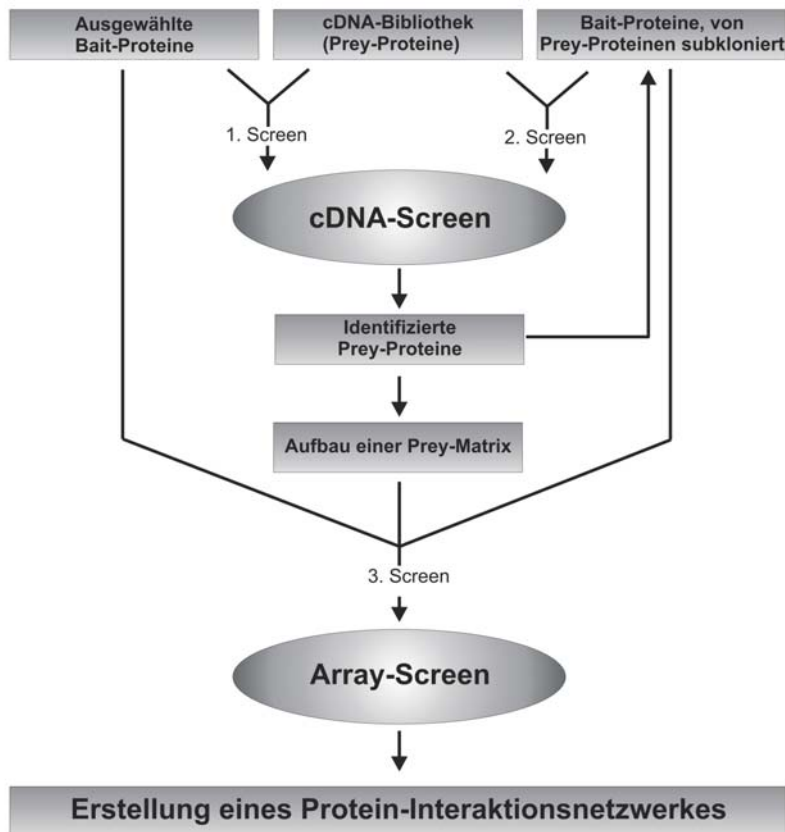 Ausgewählte
Bait-Proteine
cDNA-Bibliothek
(Prey-Proteine)
Bait-Proteine, von
Prey-Proteinen subkloniert
1. Screen
2. Screen
cDNA-Screen
Identifizierte
Prey-Proteine
Aufbau einer Prey-Matrix
3. Screen
Array-Screen
Erstellung eines Protein-Interaktionsnetzwerkes